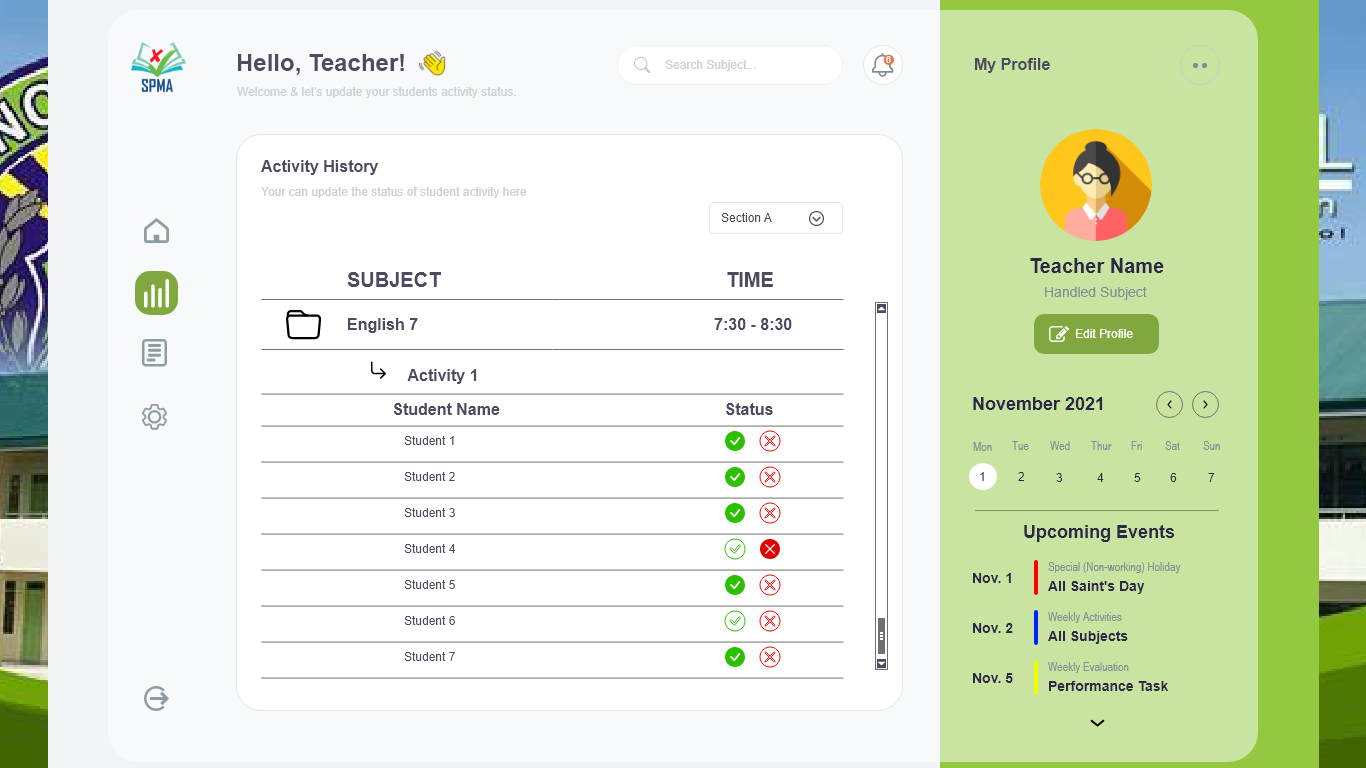 SPMA
Hello, Teacher!
Welcome & let's update your students activity status.
Search Subject...
6
Activity History
Your can update the status of student activity here
Section A
SUBJECT TIME
English 7 7:30 - 8:30
Activity 1
Student Name Status
Student 1
Student 2
Student 3
Student 4
Student 5
Student 6
Student 7
My Profile
Teacher Name
Handled Subject
Edit Profile
November 2021
Mon Tue Wed Thur Fri Sat Sun
1 2 3 4 5 6 7
Upcoming Events
Nov. 1
Special (Non-working) Holiday
All Saint's Day
Nov. 2
Weekly Activities
All Subjects
Nov. 5
Weekly Evaluation
Performance Task